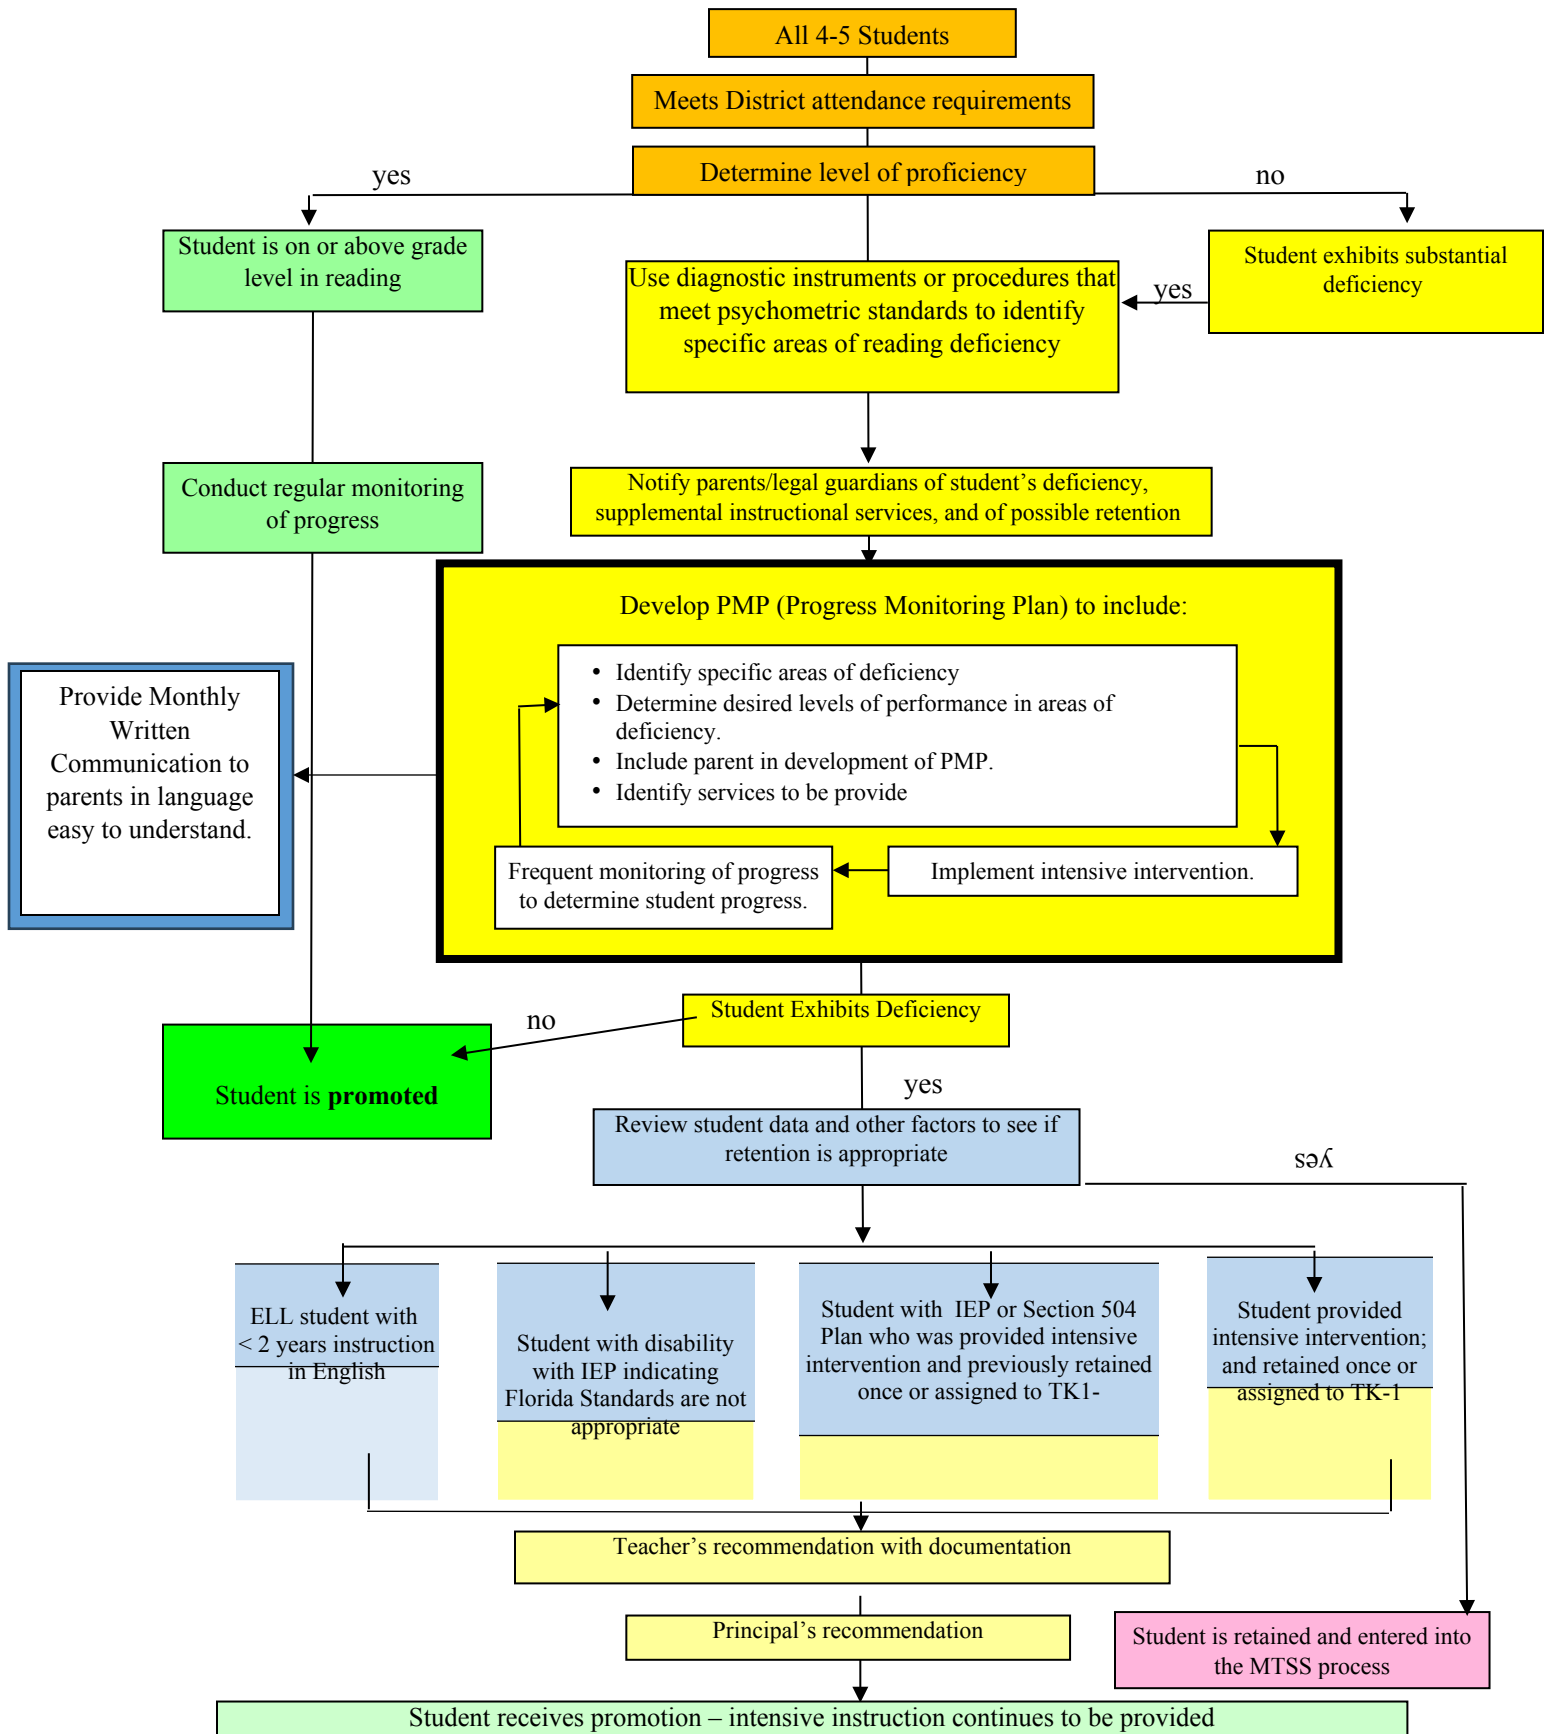 All 4-5 Students
Meets District attendance requirements
Determine level of proficiency
yes
no
Student is on or above grade
level in reading
Use diagnostic instruments or procedures that
meet psychometric standards to identify
specific areas of reading deficiency
yes
Student exhibits substantial
deficiency
Conduct regular monitoring
of progress
Notify parents/legal guardians of student’s deficiency,
supplemental instructional services, and of possible retention
Develop PMP (Progress Monitoring Plan) to include:
• Identify specific areas of deficiency
• Determine desired levels of performance in areas of
deficiency.
• Include parent in development of PMP.
• Identify services to be provide
Provide Monthly
Written
Communication to
parents in language
easy to understand.
Frequent monitoring of progress
to determine student progress.
Implement intensive intervention.
Student Exhibits Deficiency
no
Student is promoted
yes
Review student data and other factors to see if
retention is appropriate
yes
ELL student with
< 2 years instruction
in English
Student with disability
with IEP indicating
Florida Standards are not
appropriate
Student with IEP or Section 504
Plan who was provided intensive
intervention and previously retained
once or assigned to TK1-
Student provided
intensive intervention;
and retained once or
assigned to TK-1
Teacher’s recommendation with documentation
Principal’s recommendation
Student is retained and entered into
the MTSS process
Student receives promotion – intensive instruction continues to be provided